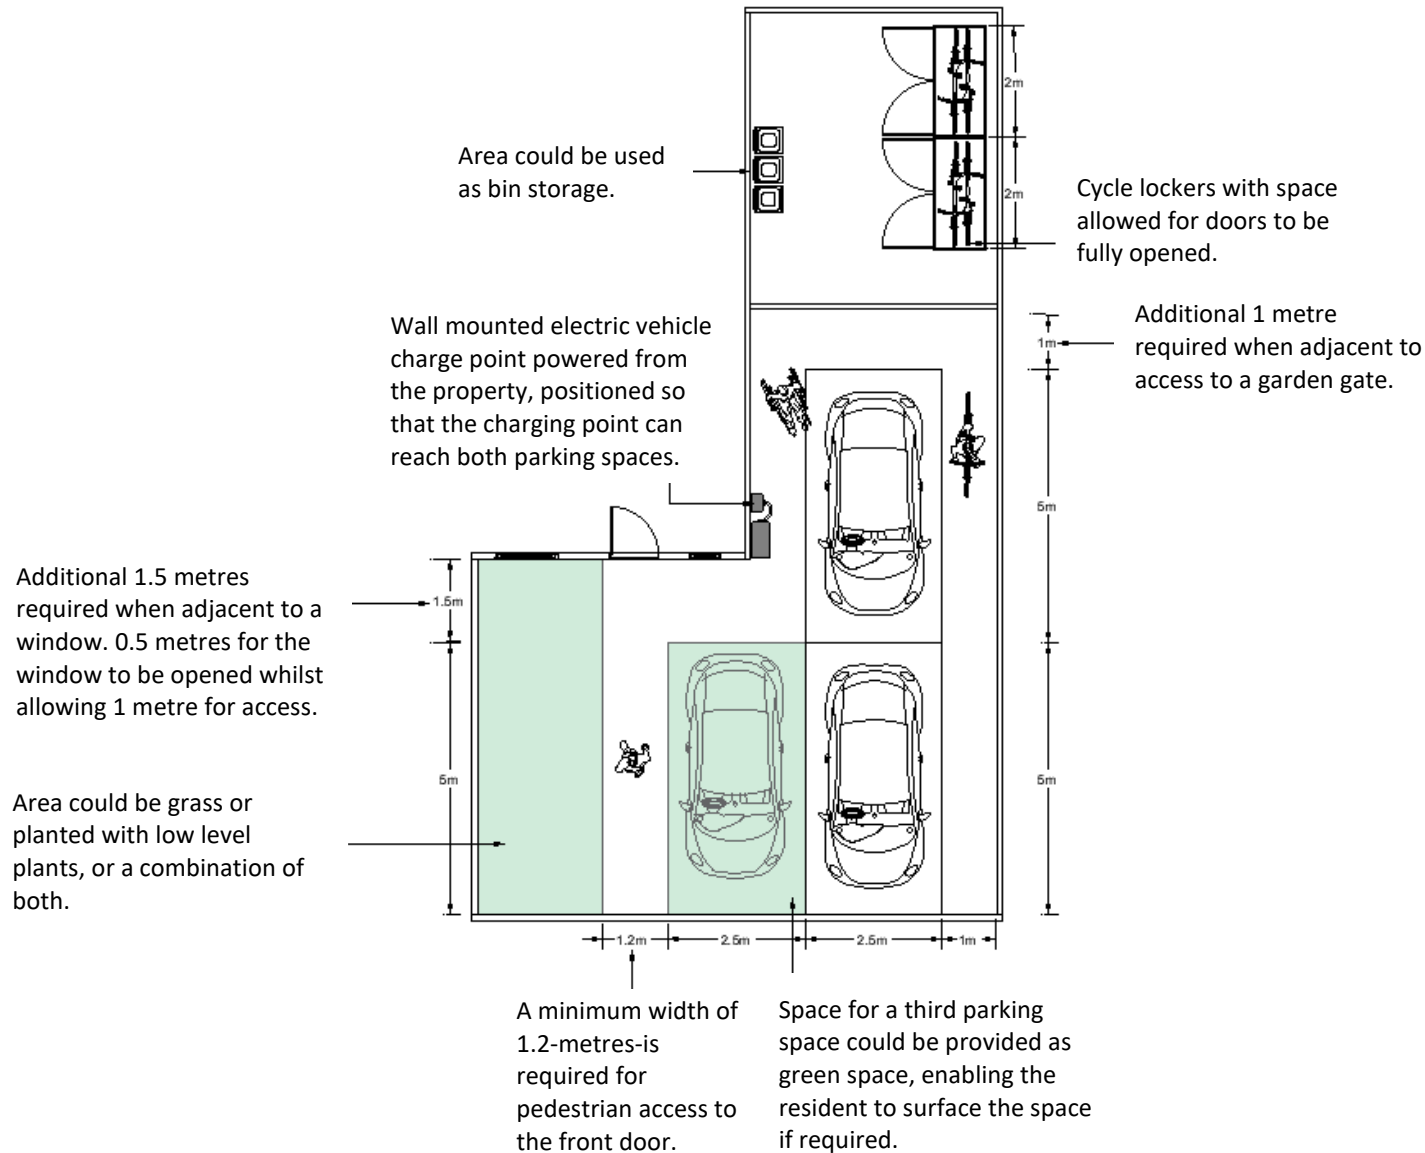 2m
Area could be used
as bin storage.
2m
Cycle lockers with space
allowed for doors to be
fully opened.
Wall mounted electric vehicle
charge point powered from
the property, positioned so
that the charging point can
reach both parking spaces.
1m
Additional 1 metre
required when adjacent to
access to a garden gate.
5m
Additional 1.5 metres
required when adjacent to a
window. 0.5 metres for the
window to be opened whilst
allowing 1 metre for access.
1.5m
Area could be grass or
planted with low level
plants, or a combination of
both.
5m
5m
1.2m
2.5m
2.5m
1m
A minimum width of
1.2-metres-is
required for
pedestrian access to
the front door.
Space for a third parking
space could be provided as
green space, enabling the
resident to surface the space
if required.